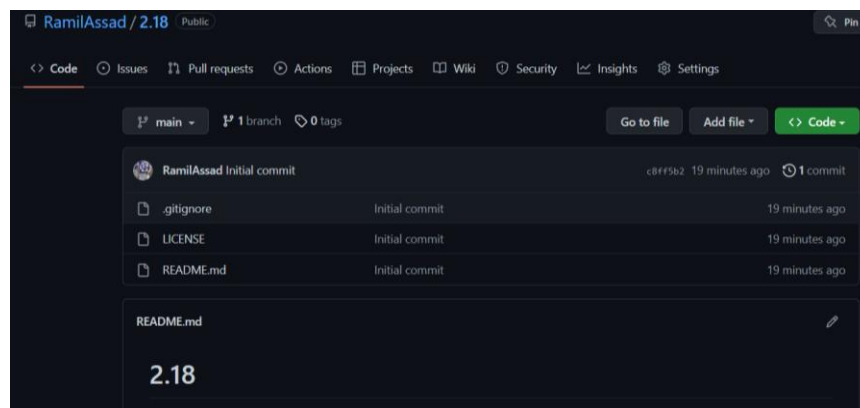 RamilAssad / 2.18 Public Pin
Code Issues Pull requests Actions Projects Wiki Security Insights Settings
main 1 branch 0 tags Go to file Add file Code
RamilAssad Initial commit c8ff5b2 19 minutes ago 1 commit
.gitignore Initial commit 19 minutes ago
LICENSE Initial commit 19 minutes ago
README.md Initial commit 19 minutes ago
README.md
2.18